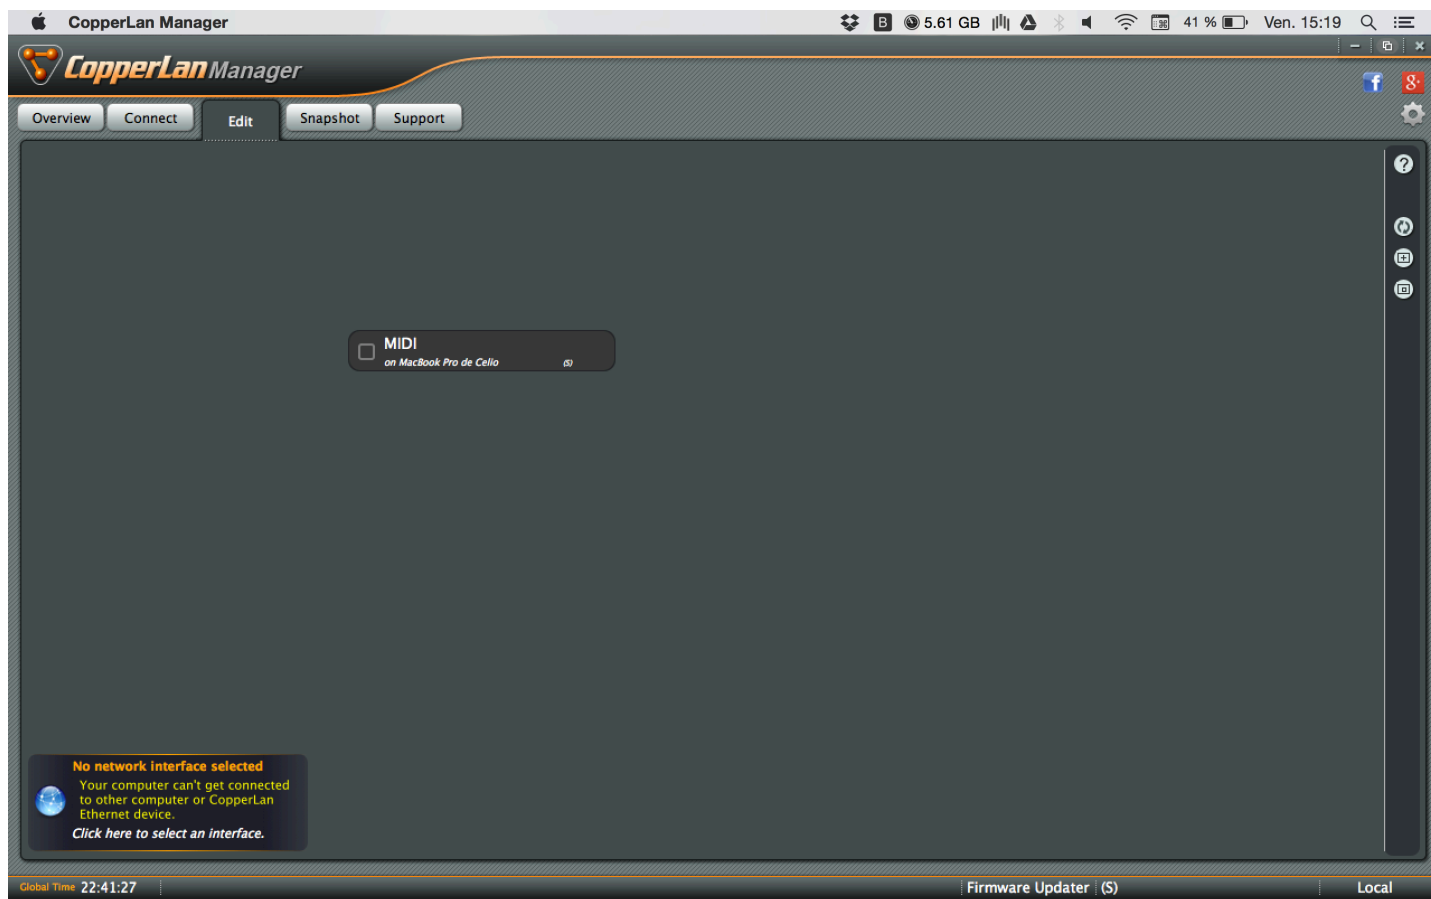 CopperLan Manager
B 5.61 GB 41 % Ven. 15:19
CopperLan Manager
f 8+
Overview Connect Edit Snapshot Support
?
MIDI
on MacBook Pro de Celio (S)
No network interface selected
Your computer can't get connected
to other computer or CopperLan
Ethernet device.
Click here to select an interface.
Global Time 22:41:27 Firmware Updater (S) Local